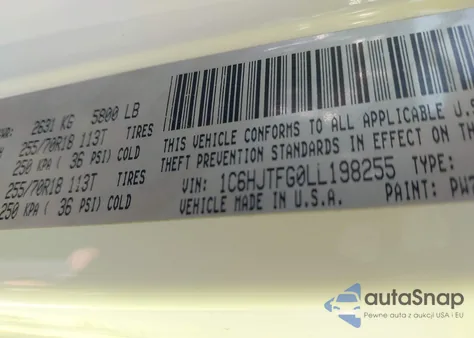 2631 KG 5800 LB
255/70R18 113T TIRES
250 KPA ( 36 PSI) COLD
255/70R18 113T TIRES
250 KPA ( 36 PSI) COLD
THIS VEHICLE CONFORMS TO ALL APPLICABLE U.S
THEFT PREVENTION STANDARDS IN EFFECT ON
VIN: 1C6HJTFG0LL198255 TYPE:
VEHICLE MADE IN U.S.A. PAINT: PW7
autaSnap
Pewne auta z aukcji USA i EU